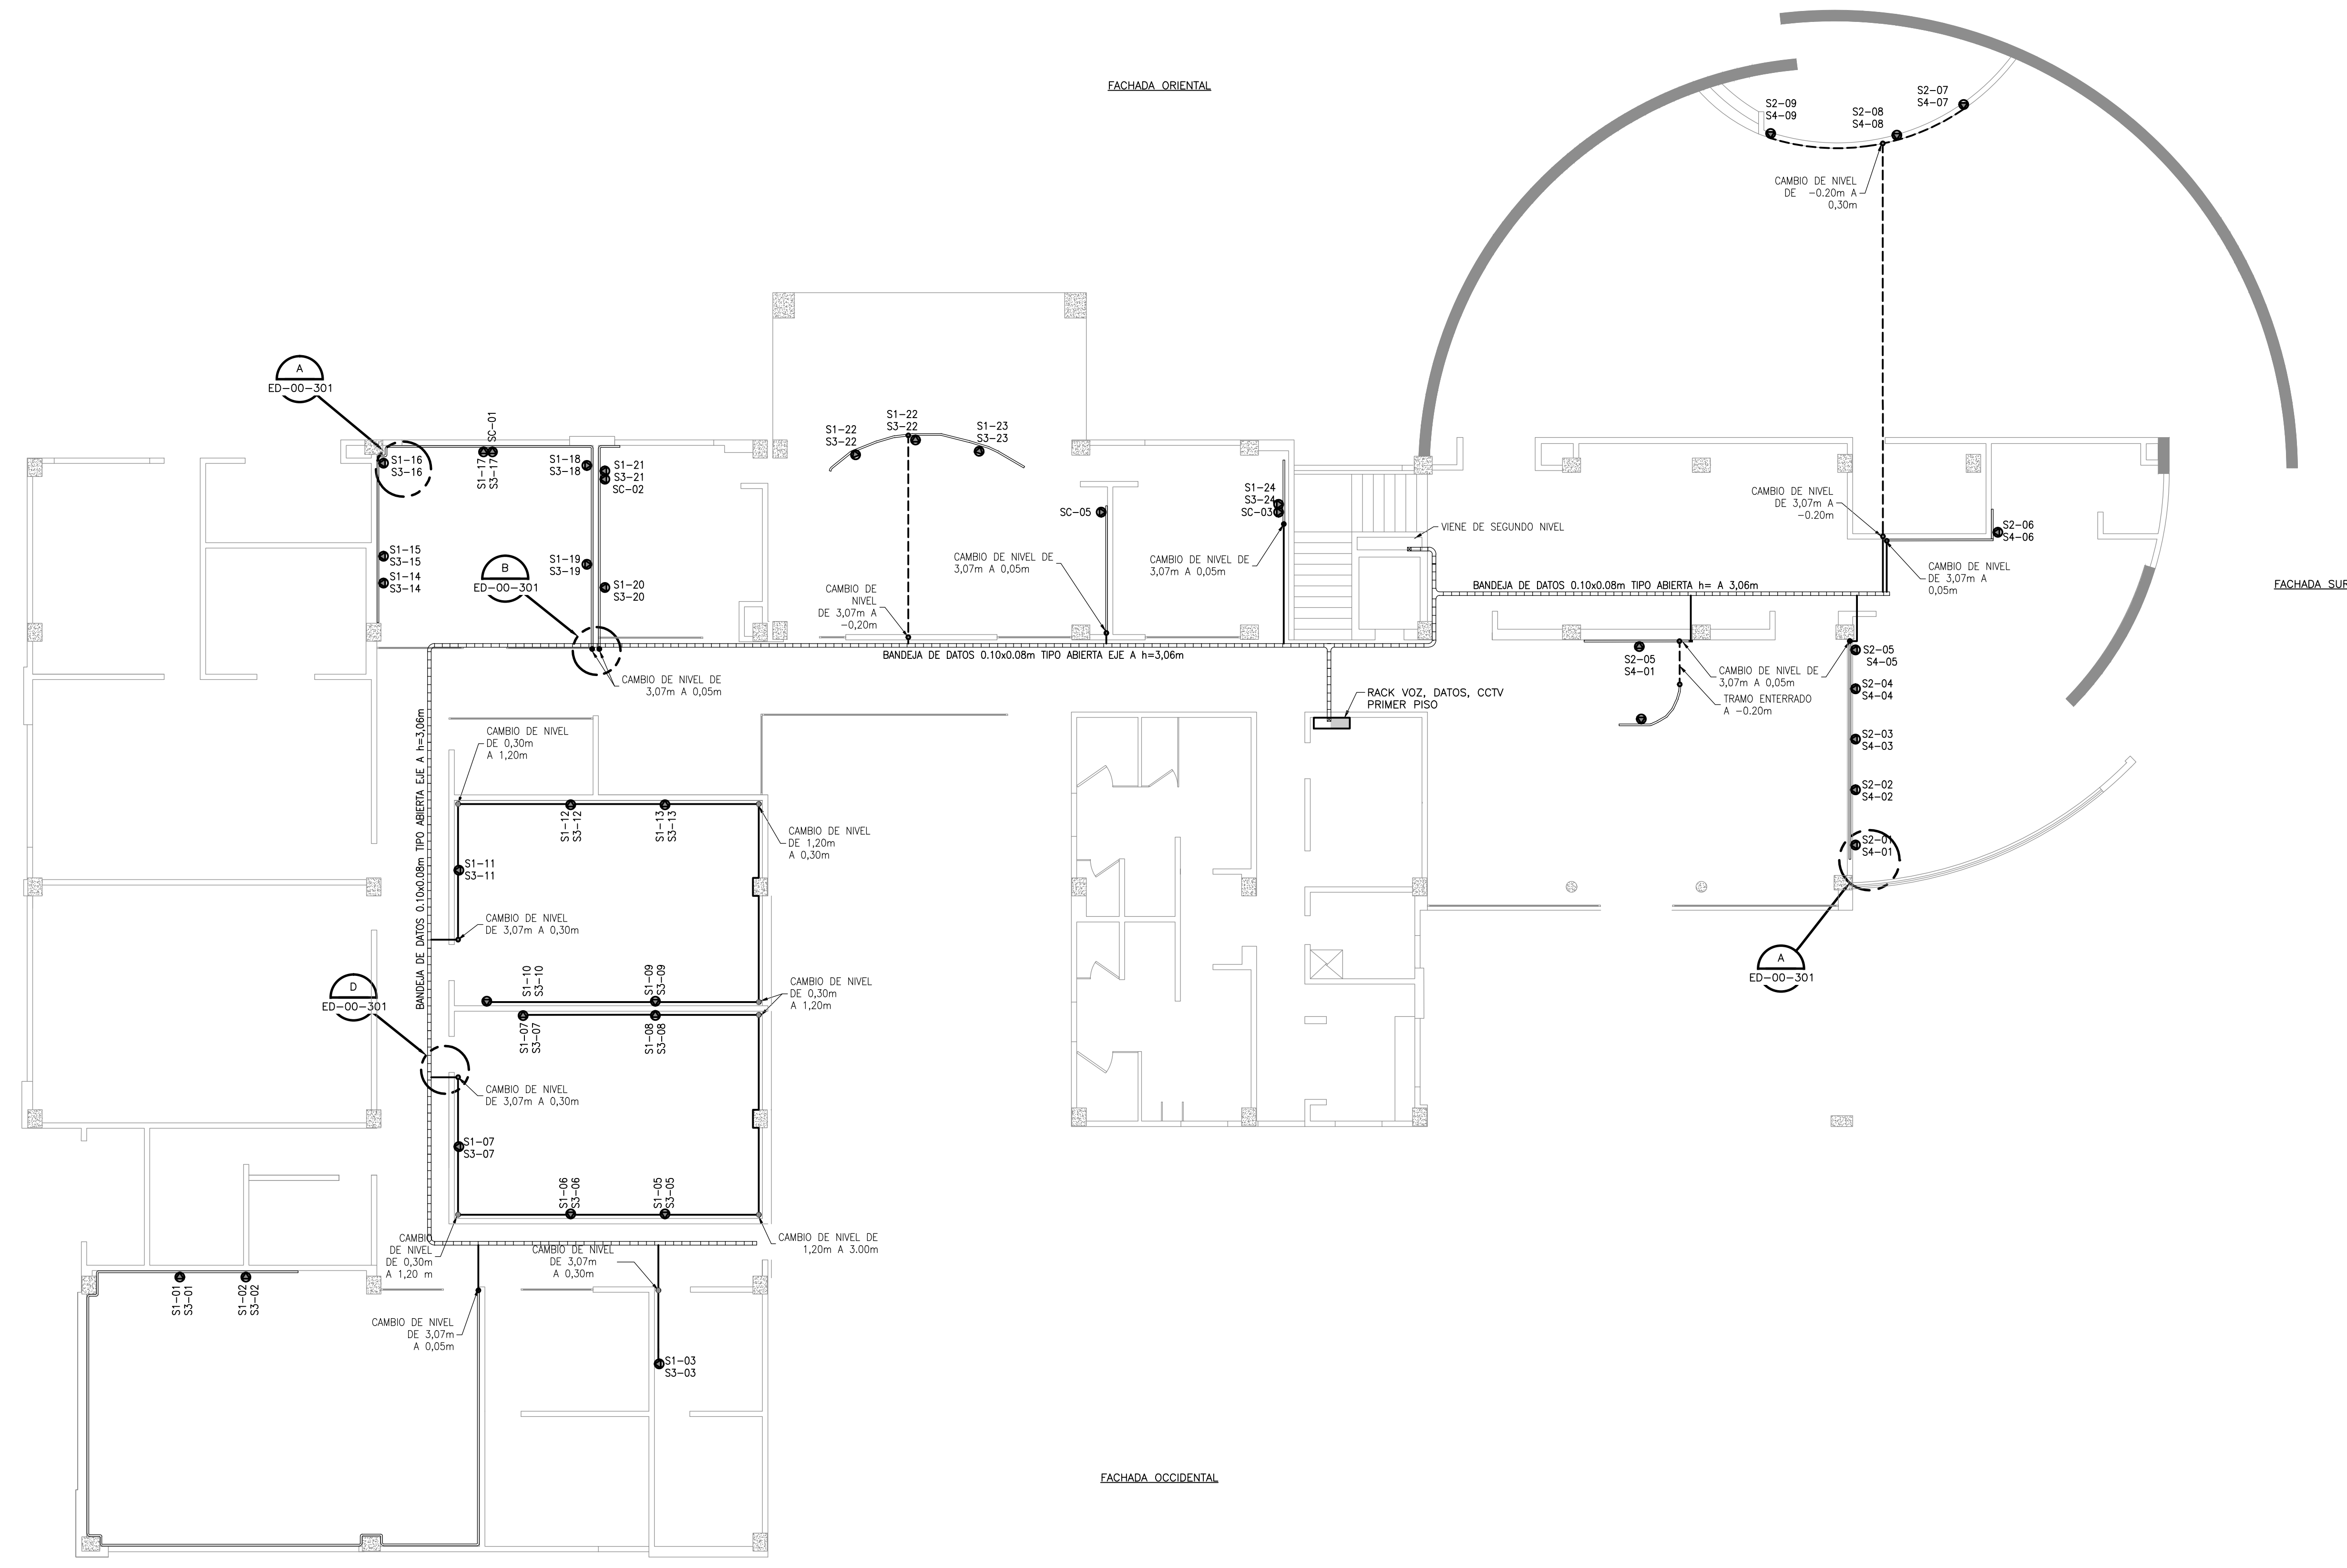 FACHADA ORIENTAL
S2-07
S4-07
S2-09
S4-09
S2-08
S4-08
CAMBIO DE NIVEL
DE -0.20m A
0,30m
A
ED-00-301
S1-16
S3-16
S1-17
S3-17
SC-01
S1-18
S3-18
S1-21
S3-21
SC-02
S1-22
S3-22
S1-22
S3-22
S1-23
S3-23
S1-24
S3-24
SC-03
SC-05
VIENE DE SEGUNDO NIVEL
CAMBIO DE NIVEL
DE 3,07m A
-0.20m
S2-06
S4-06
S1-15
S3-15
S1-14
S3-14
S1-19
S3-19
S1-20
S3-20
B
ED-00-301
CAMBIO DE
NIVEL
DE 3,07m A
-0,20m
CAMBIO DE NIVEL DE
3,07m A 0,05m
CAMBIO DE NIVEL DE
3,07m A 0,05m
BANDEJA DE DATOS 0.10x0.08m TIPO ABIERTA h= A 3,06m
CAMBIO DE NIVEL
DE 3,07m A
0,05m
FACHADA SUR
BANDEJA DE DATOS 0.10x0.08m TIPO ABIERTA EJE A h=3,06m
CAMBIO DE NIVEL DE
3,07m A 0,05m
S2-05
S4-01
CAMBIO DE NIVEL DE
3,07m A 0,05m
TRAMO ENTERRADO
A -0.20m
S2-05
S4-05
S2-04
S4-04
S2-03
S4-03
S2-02
S4-02
S2-01
S4-01
RACK VOZ, DATOS, CCTV
PRIMER PISO
BANDEJA DE DATOS 0.10x0.08m TIPO ABIERTA EJE A h=3,06m
CAMBIO DE NIVEL
DE 0,30m
A 1,20m
S1-12
S3-12
S1-13
S3-13
CAMBIO DE NIVEL
DE 1,20m
A 0,30m
S1-11
S3-11
CAMBIO DE NIVEL
DE 3,07m A 0,30m
A
ED-00-301
S1-10
S3-10
S1-09
S3-09
CAMBIO DE NIVEL
DE 0,30m
A 1,20m
D
ED-00-301
S1-07
S3-07
S1-08
S3-08
CAMBIO DE NIVEL
DE 3,07m A 0,30m
S1-07
S3-07
S1-06
S3-06
S1-05
S3-05
CAMBIO
DE NIVEL
DE 0,30m
A 1,20 m
CAMBIO DE NIVEL
DE 3,07m
A 0,30m
CAMBIO DE NIVEL DE
1,20m A 3.00m
S1-01
S3-01
S1-02
S3-02
CAMBIO DE NIVEL
DE 3,07m
A 0,05m
S1-03
S3-03
FACHADA OCCIDENTAL